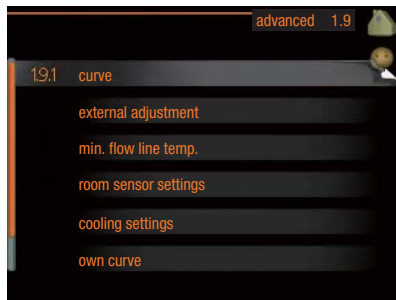 advanced 1.9
1.9.1 curve
external adjustment
min. flow line temp.
room sensor settings
cooling settings
own curve